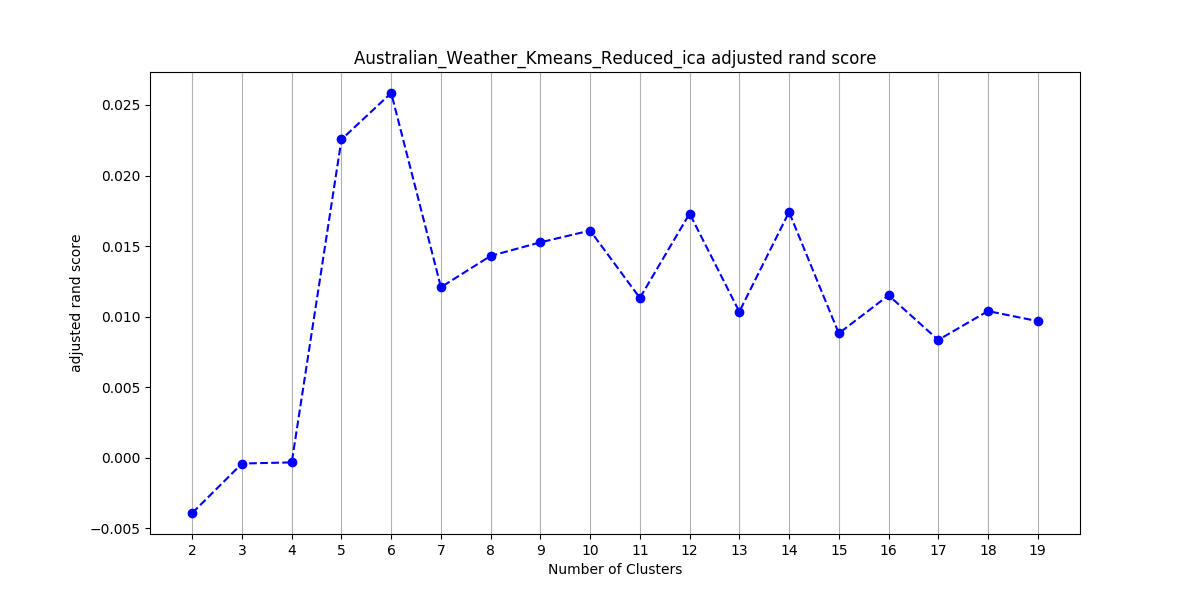 Australian_Weather_Kmeans_Reduced_ica adjusted rand score
adjusted rand score
0.025
0.020
0.015
0.010
0.005
0.000
−0.005
2 3 4 5 6 7 8 9 10 11 12 13 14 15 16 17 18 19
Number of Clusters